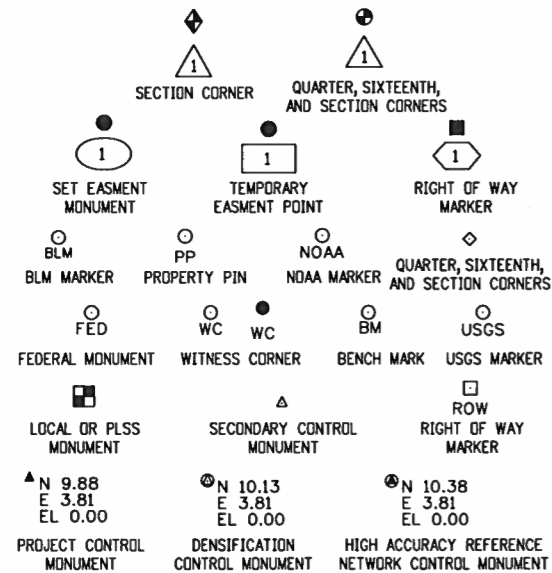 1 1
SECTION CORNER QUARTER, SIXTEENTH,
AND SECTION CORNERS
1 1 1
SET EASMENT TEMPORARY RIGHT OF WAY
MONUMENT EASMENT POINT MARKER
BLM PP NOAA
BLM MARKER PROPERTY PIN NOAA MARKER QUARTER, SIXTEENTH,
AND SECTION CORNERS
FED WC WC BM USGS
FEDERAL MONUMENT WITNESS CORNER BENCH MARK USGS MARKER
ROW
LOCAL OR PLSS SECONDARY CONTROL RIGHT OF WAY
MONUMENT MONUMENT MARKER
N 9.88 N 10.13 N 10.38
E 3.81 E 3.81 E 3.81
EL 0.00 EL 0.00 EL 0.00
PROJECT CONTROL DENSIFICATION HIGH ACCURACY REFERENCE
MONUMENT CONTROL MONUMENT NETWORK CONTROL MONUMENT